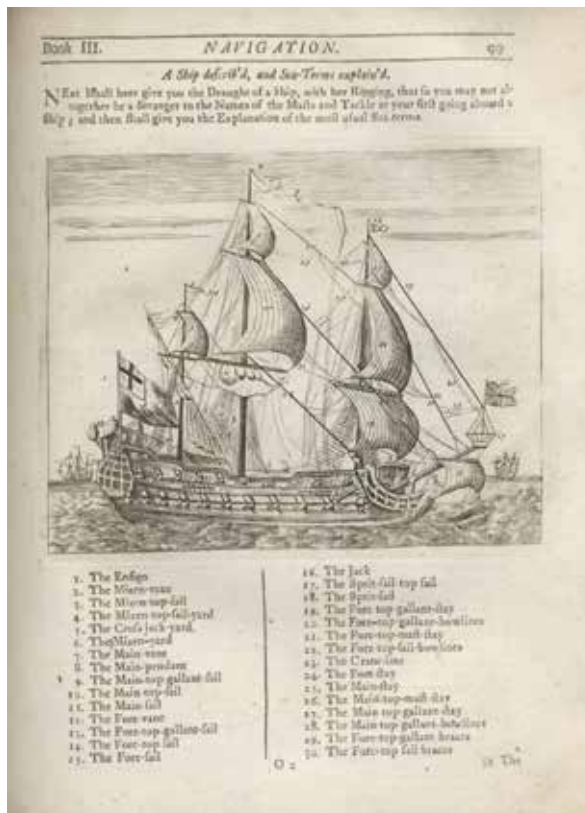 Book III. NAVIGATION. 99
A Ship describ'd, and Sea-Terms explain'd.
NExt I shall here give you the Draught of a Ship, with her Rigging, that so you may not al-
together be a stranger to the Names of the Masts and Tackle at your first going aboard a
Ship; and then shall give you the Explanation of the most usual Sea-terms.
1. The Ensign
2. The Mizen-vane
3. The Mizen-top-sail
4. The Mizen-top-sail-yard
5. The Cross jack-yard.
6. The Mizen-yard
7. The Main-vane
8. The Main-pendant
9. The Main-top-gallant-sail
10. The Main-top-sail
11. The Main-sail
12. The Fore-vane
13. The Fore-top-gallant-sail
14. The Fore-top sail
15. The Fore-sail
16. The Jack
17. The Sprit-sail-top sail
18. The Sprit-sail
19. The Fore top-gallant-stay
20. The Fore-top-gallant-bowlines
21. The Fore-top-mast-stay
22. The Fore-top-sail-bowlines
23. The Crane-line
24. The Fore-stay
25. The Main-stay
26. The Main-top-mast-stay
27. The Main top-gallant-stay
28. The Main top-gallant-bowlines
29. The Fore-top-gallant braces
30. The Fore-top sail braces
O 2
31 The